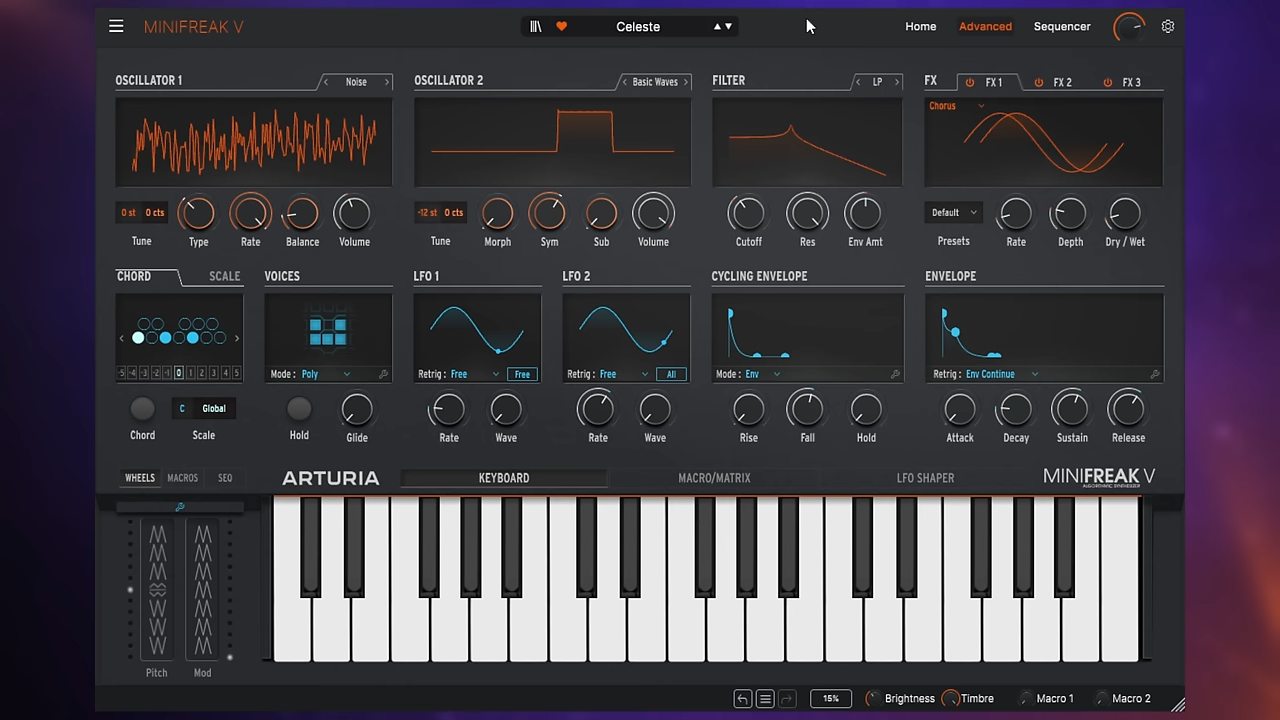 MINIFREAK V
Celeste
Home
Advanced
Sequencer
OSCILLATOR 1
Noise
OSCILLATOR 2
Basic Waves
FILTER
LP
FX
FX 1
FX 2
FX 3
Chorus
0 st 0 cts
Tune
Type
Rate
Balance
Volume
-12 st 0 cts
Tune
Morph
Sym
Sub
Volume
Cutoff
Res
Env Amt
Default
Presets
Rate
Depth
Dry / Wet
CHORD
SCALE
VOICES
LFO 1
LFO 2
CYCLING ENVELOPE
ENVELOPE
-5 -4 -3 -2 -1 0 1 2 3 4 5
Mode : Poly
Retrig : Free
Free
Retrig : Free
All
Mode : Env
Retrig : Env Continue
Chord
C Global
Scale
Hold
Glide
Rate
Wave
Rate
Wave
Rise
Fall
Hold
Attack
Decay
Sustain
Release
WHEELS
MACROS
SEQ
ARTURIA
KEYBOARD
MACRO/MATRIX
LFO SHAPER
MINIFREAK V
ALGORITHMIC SYNTHESIZER
Pitch
Mod
15%
Brightness
Timbre
Macro 1
Macro 2